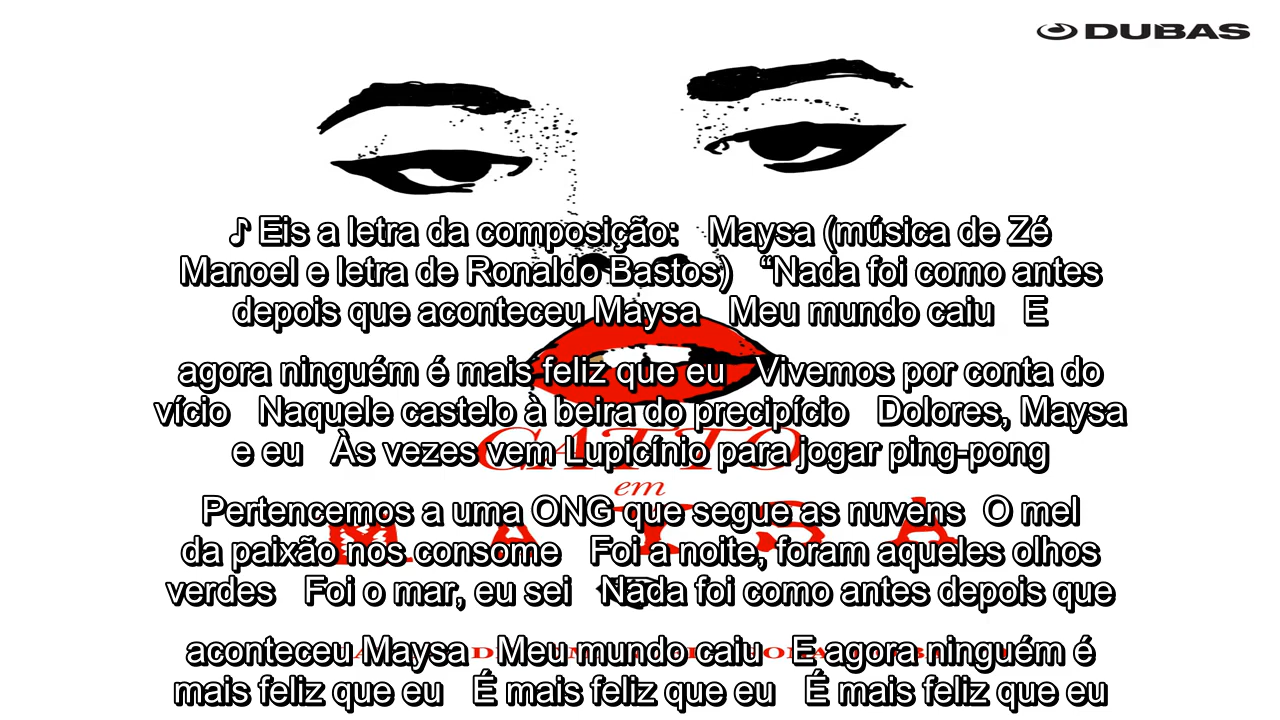 DUBAS
♪ Eis a letra da composição: Maysa (música de Zé
Manoel e letra de Ronaldo Bastos) “Nada foi como antes
depois que aconteceu Maysa Meu mundo caiu E
agora ninguém é mais feliz que eu Vivemos por conta do
vício Naquele castelo à beira do precipício Dolores, Maysa
e eu Às vezes vem Lupicínio para jogar ping-pong
CATTO
em
MAYSA
Pertencemos a uma ONG que segue as nuvens O mel
da paixão nos consome Foi a noite, foram aqueles olhos
verdes Foi o mar, eu sei Nada foi como antes depois que
aconteceu Maysa Meu mundo caiu E agora ninguém é
mais feliz que eu É mais feliz que eu É mais feliz que eu